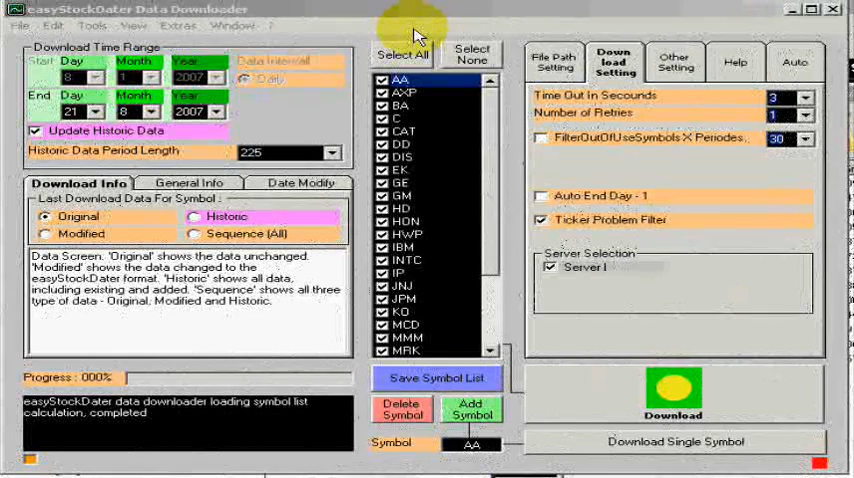 easyStockDater Data Downloader
File Edit Tools View Extras Window ?
Download Time Range
Start Day Month Year Data Intervall
8 1 2007 Daily
End Day Month Year
21 8 2007
Update Historic Data
Historic Data Period Length 225
Download Info General Info Date Modify
Last Download Data For Symbol :
Original Historic
Modified Sequence (All)
Data Screen. 'Original' shows the data unchanged.
'Modified' shows the data changed to the
easyStockDater format. 'Historic' shows all data,
including existing and added. 'Sequence' shows all three
type of data - Original, Modified and Historic.
Progress : 000%
easyStockDater data downloader loading symbol list
calculation, completed
Select All
Select
None
AA
AXP
BA
C
CAT
DD
DIS
EK
GE
GM
HD
HON
HWP
IBM
INTC
IP
JNJ
JPM
KO
MCD
MMM
MRK
Save Symbol List
Delete
Symbol
Add
Symbol
Symbol AA
File Path
Setting
Down
load
Setting
Other
Setting
Help
Auto
Time Out In Secounds 3
Number of Retries 1
FilterOutOfUseSymbols X Periodes 30
Auto End Day - 1
Ticker Problem Filter
Server Selection
Server I
Download
Download Single Symbol